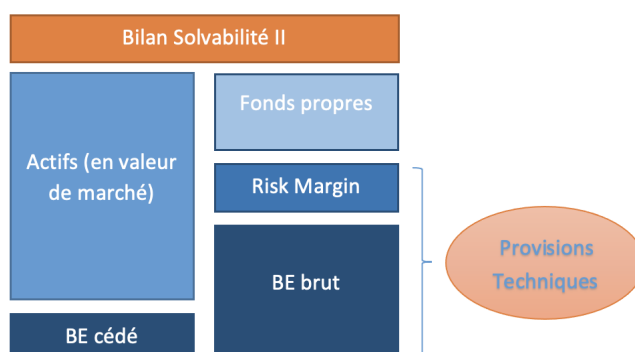 Bilan Solvabilité II
Actifs (en valeur
de marché)
BE cédé
Fonds propres
Risk Margin
BE brut
Provisions
Techniques